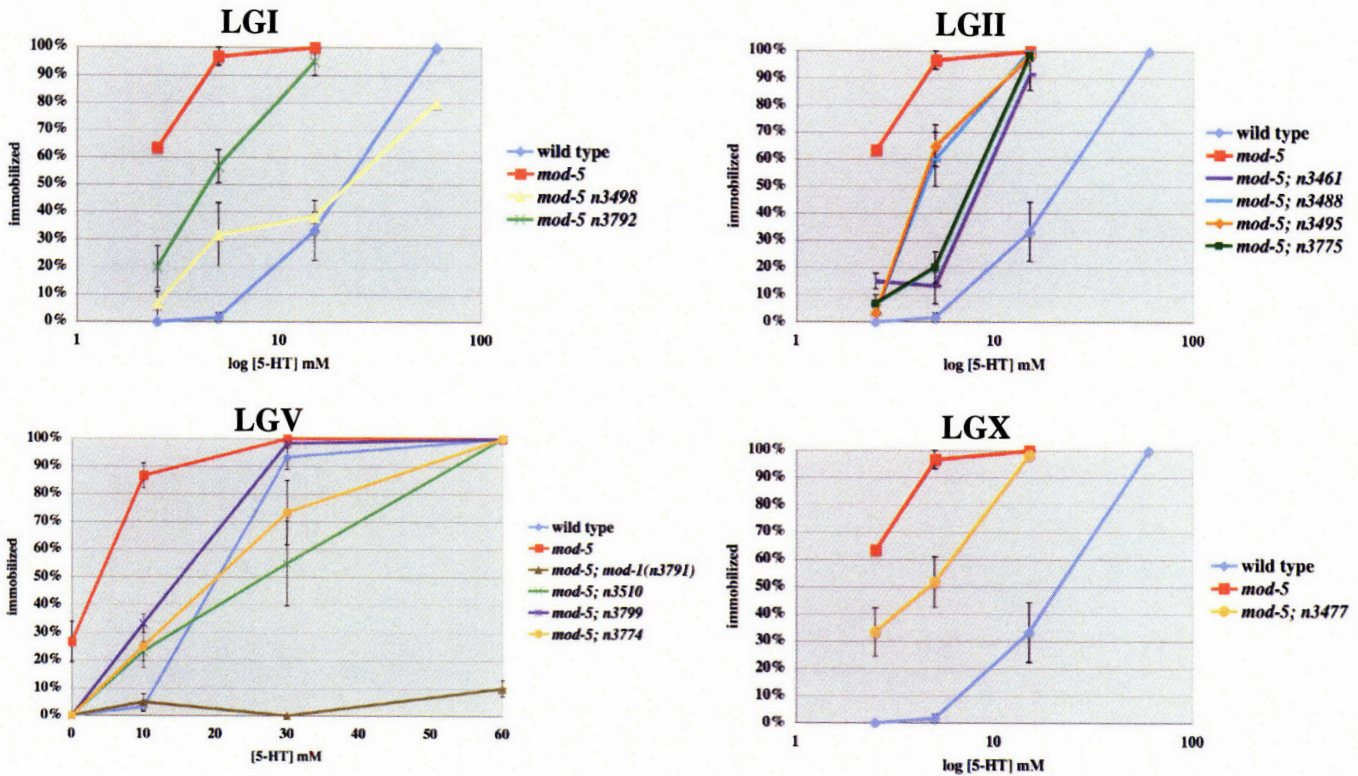 LGI
100%
90%
80%
70%
60%
50%
40%
30%
20%
10%
0%
immobilized
1
10
100
log [5-HT] mM
wild type
mod-5
mod-5 n3498
mod-5 n3792
LGII
100%
90%
80%
70%
60%
50%
40%
30%
20%
10%
0%
immobilized
1
10
100
log [5-HT] mM
wild type
mod-5
mod-5; n3461
mod-5; n3488
mod-5; n3495
mod-5; n3775
LGV
100%
90%
80%
70%
60%
50%
40%
30%
20%
10%
0%
immobilized
0
10
20
30
40
50
60
[5-HT] mM
wild type
mod-5
mod-5; mod-1(n3791)
mod-5; n3510
mod-5; n3799
mod-5; n3774
LGX
100%
90%
80%
70%
60%
50%
40%
30%
20%
10%
0%
immobilized
1
10
100
log [5-HT] mM
wild type
mod-5
mod-5; n3477